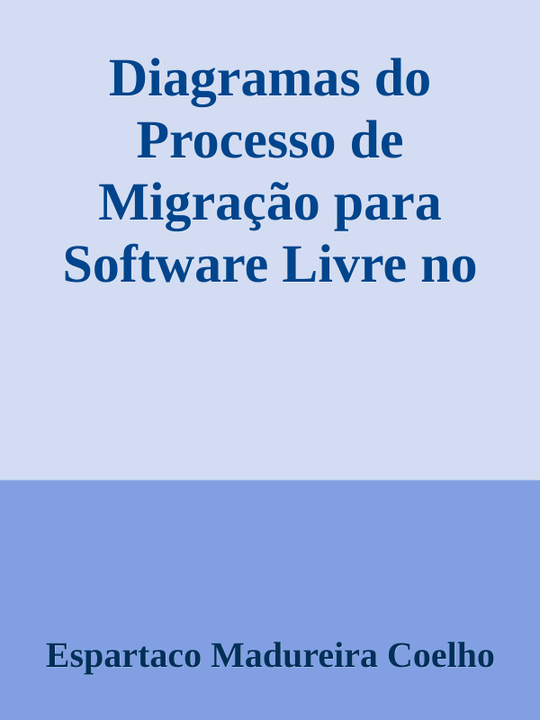 Diagramas do
Processo de
Migração para
Software Livre no
Espartaco Madureira Coelho